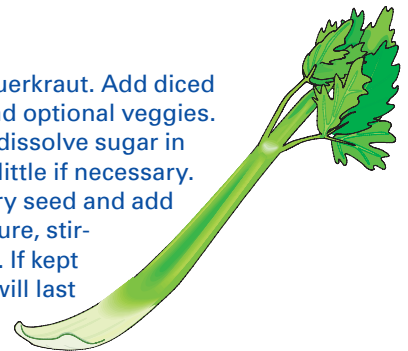 uerkraut. Add diced
nd optional veggies.
dissolve sugar in
little if necessary.
ry seed and add
ure, stir-
. If kept
will last